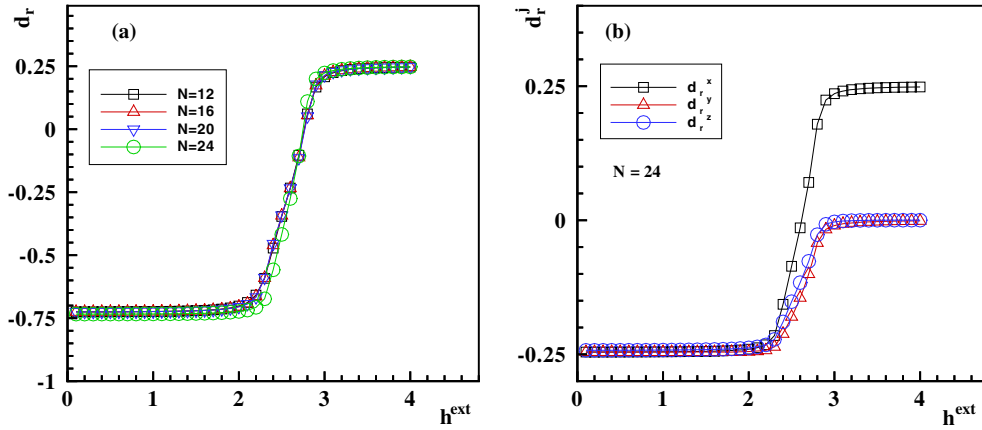 d_r
(a)
0.25
0
-0.25
-0.5
-0.75
-1
N=12
N=16
N=20
N=24
0 1 2 3 4
h^ext
d_r^j
(b)
0.25
0
-0.25
d_r^x
d_r^y
d_r^z
N = 24
0 1 2 3 4
h^ext